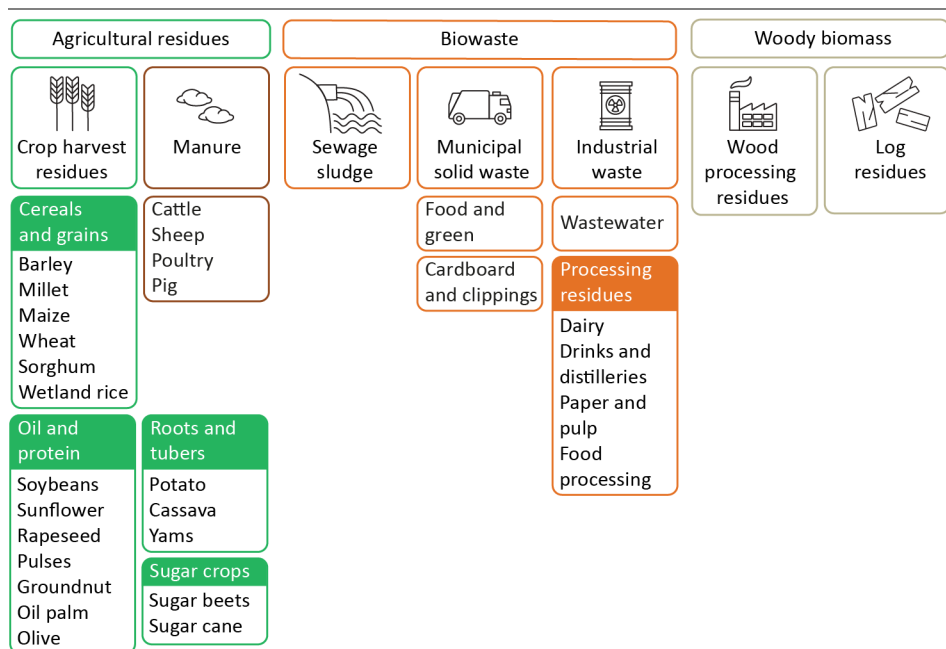 Agricultural residues
Biowaste
Woody biomass
Crop harvest
residues
Manure
Sewage
sludge
Municipal
solid waste
Industrial
waste
Wood
processing
residues
Log
residues
Cereals
and grains
Barley
Millet
Maize
Wheat
Sorghum
Wetland rice
Cattle
Sheep
Poultry
Pig
Food and
green
Cardboard
and clippings
Wastewater
Processing
residues
Dairy
Drinks and
distilleries
Paper and
pulp
Food
processing
Oil and
protein
Soybeans
Sunflower
Rapeseed
Pulses
Groundnut
Oil palm
Olive
Roots and
tubers
Potato
Cassava
Yams
Sugar crops
Sugar beets
Sugar cane